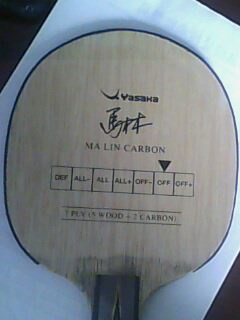 Yasaka
馬林
MA LIN CARBON
DEF ALL- ALL ALL+ OFF- OFF OFF+
7 PLY (5 WOOD + 2 CARBON)